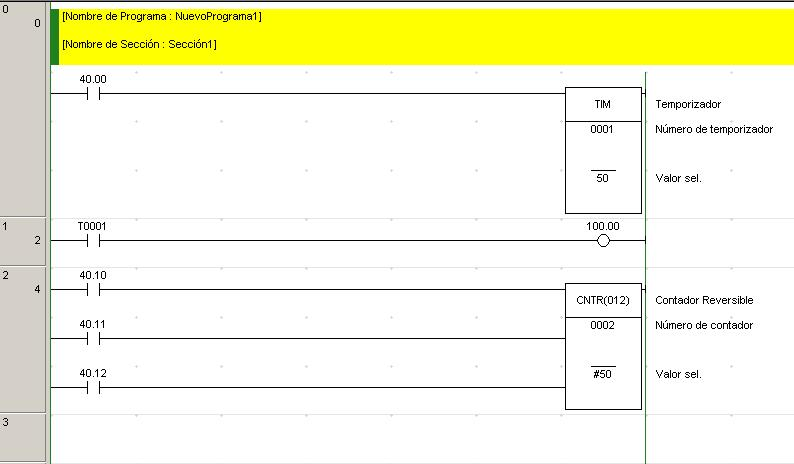 0
0
[Nombre de Programa : NuevoPrograma1]
[Nombre de Sección : Sección1]
40.00
TIM
Temporizador
0001
Número de temporizador
50
Valor sel.
1
2
T0001
100.00
2
4
40.10
CNTR(012)
Contador Reversible
40.11
0002
Número de contador
40.12
#50
Valor sel.
3